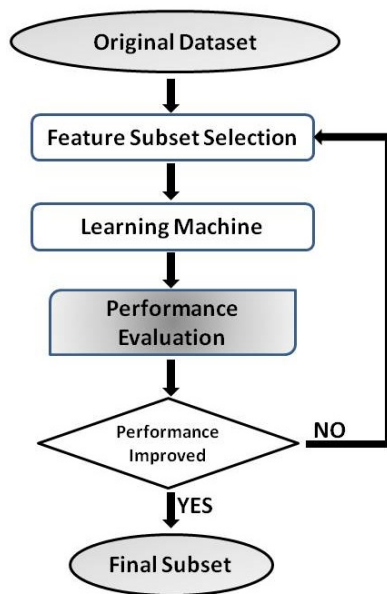 Original Dataset
Feature Subset Selection
Learning Machine
Performance
Evaluation
Performance
Improved
NO
YES
Final Subset